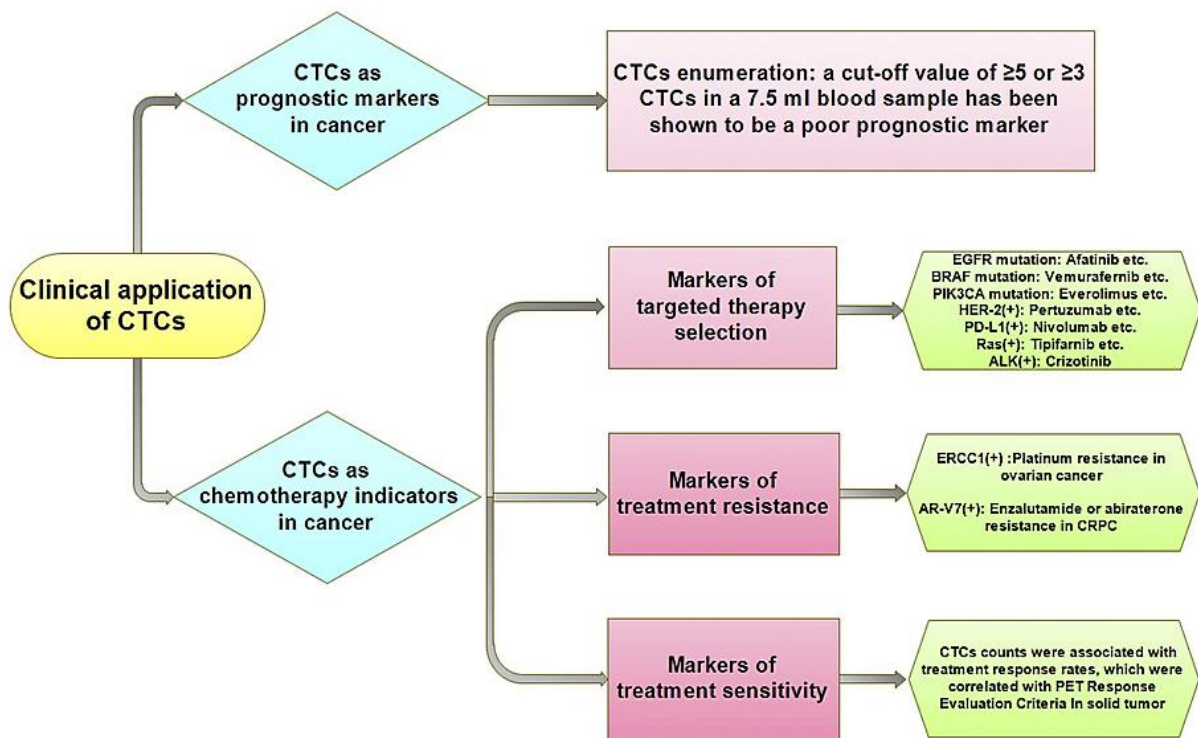 CTCs as
prognostic markers
in cancer
CTCs enumeration: a cut-off value of ≥5 or ≥3
CTCs in a 7.5 ml blood sample has been
shown to be a poor prognostic marker
Clinical application
of CTCs
CTCs as
chemotherapy indicators
in cancer
Markers of
targeted therapy
selection
EGFR mutation: Afatinib etc.
BRAF mutation: Vemurafernib etc.
PIK3CA mutation: Everolimus etc.
HER-2(+): Pertuzumab etc.
PD-L1(+): Nivolumab etc.
Ras(+): Tipifarnib etc.
ALK(+): Crizotinib
Markers of
treatment resistance
ERCC1(+) :Platinum resistance in
ovarian cancer
AR-V7(+): Enzalutamide or abiraterone
resistance in CRPC
Markers of
treatment sensitivity
CTCs counts were associated with
treatment response rates, which were
correlated with PET Response
Evaluation Criteria In solid tumor